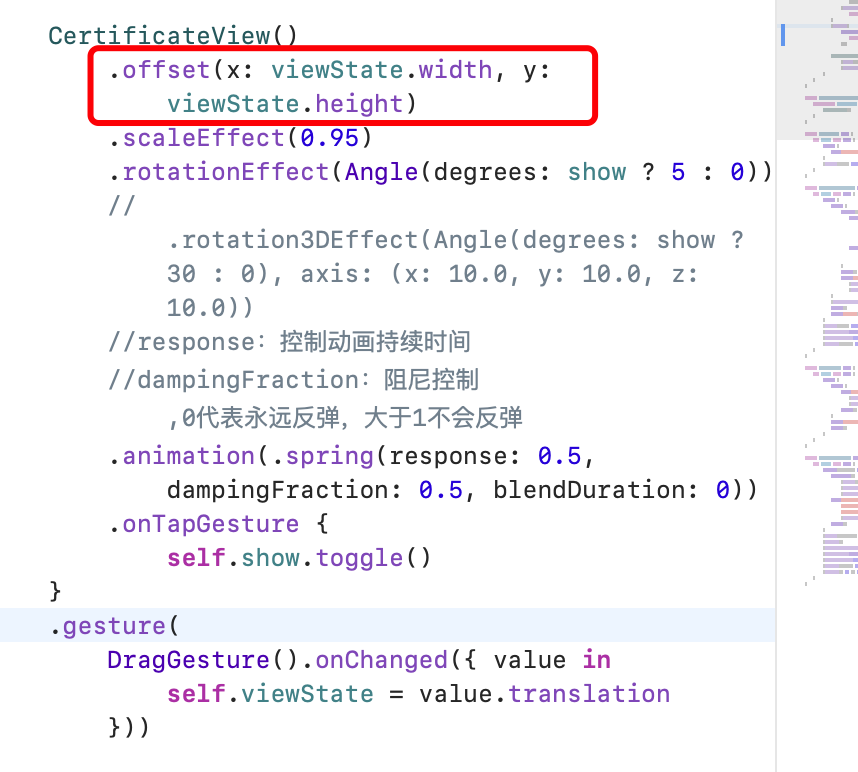 CertificateView()
.offset(x: viewState.width, y:
viewState.height)
.scaleEffect(0.95)
.rotationEffect(Angle(degrees: show ? 5 : 0))
//
.rotation3DEffect(Angle(degrees: show ?
30 : 0), axis: (x: 10.0, y: 10.0, z:
10.0))
//response：控制动画持续时间
//dampingFraction：阻尼控制
,0代表永远反弹，大于1不会反弹
.animation(.spring(response: 0.5,
dampingFraction: 0.5, blendDuration: 0))
.onTapGesture {
self.show.toggle()
}
.gesture(
DragGesture().onChanged({ value in
self.viewState = value.translation
}))